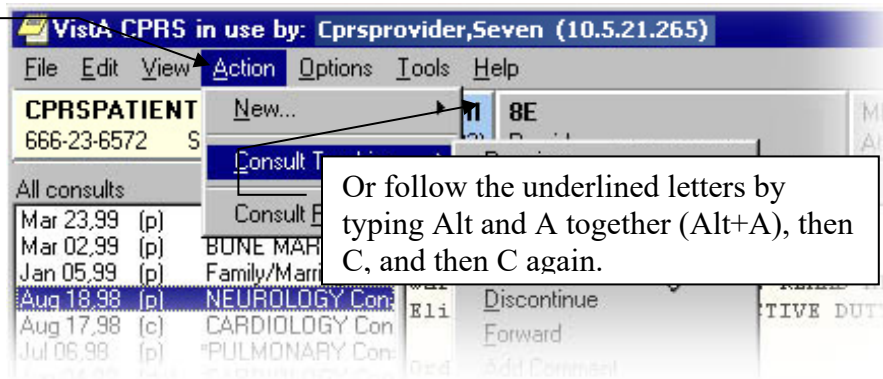 VistA CPRS in use by: Cprsprovider,Seven (10.5.21.265)
File Edit View Action Options Tools Help
CPRSPATIENT
666-23-6572 S
8E
New...
Consult
Consult
All consults
Or follow the underlined letters by
typing Alt and A together (Alt+A), then
C, and then C again.
Mar 23,99 (p)
Mar 02,99 (p) BONE MAR
Jan 05,99 (p) Family/Marri
Aug 18,98 (p) NEUROLOGY Con
Aug 17,98 (c) CARDIOLOGY Con
Jul 06,98 (p) PULMONARY Con
Eli
Discontinue
Forward
Add Comment
CTIVE DUT